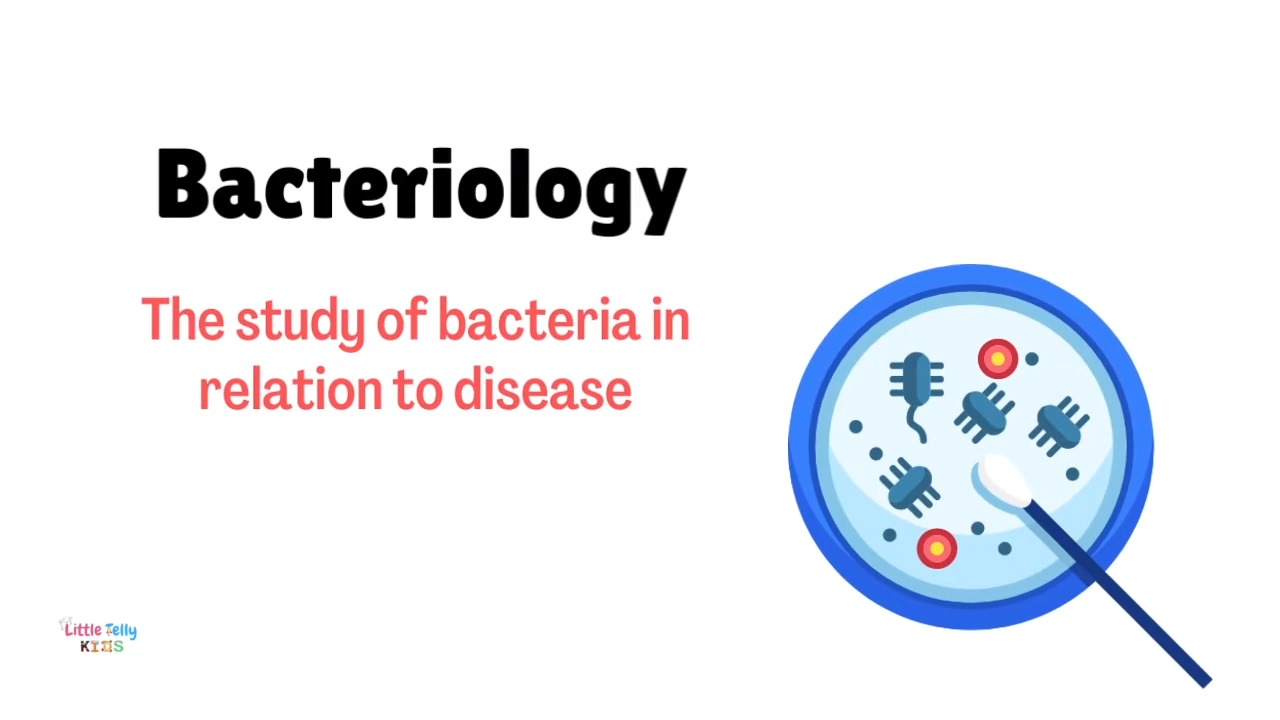 Bacteriology
The study of bacteria in
relation to disease
Little Telly
KIDS